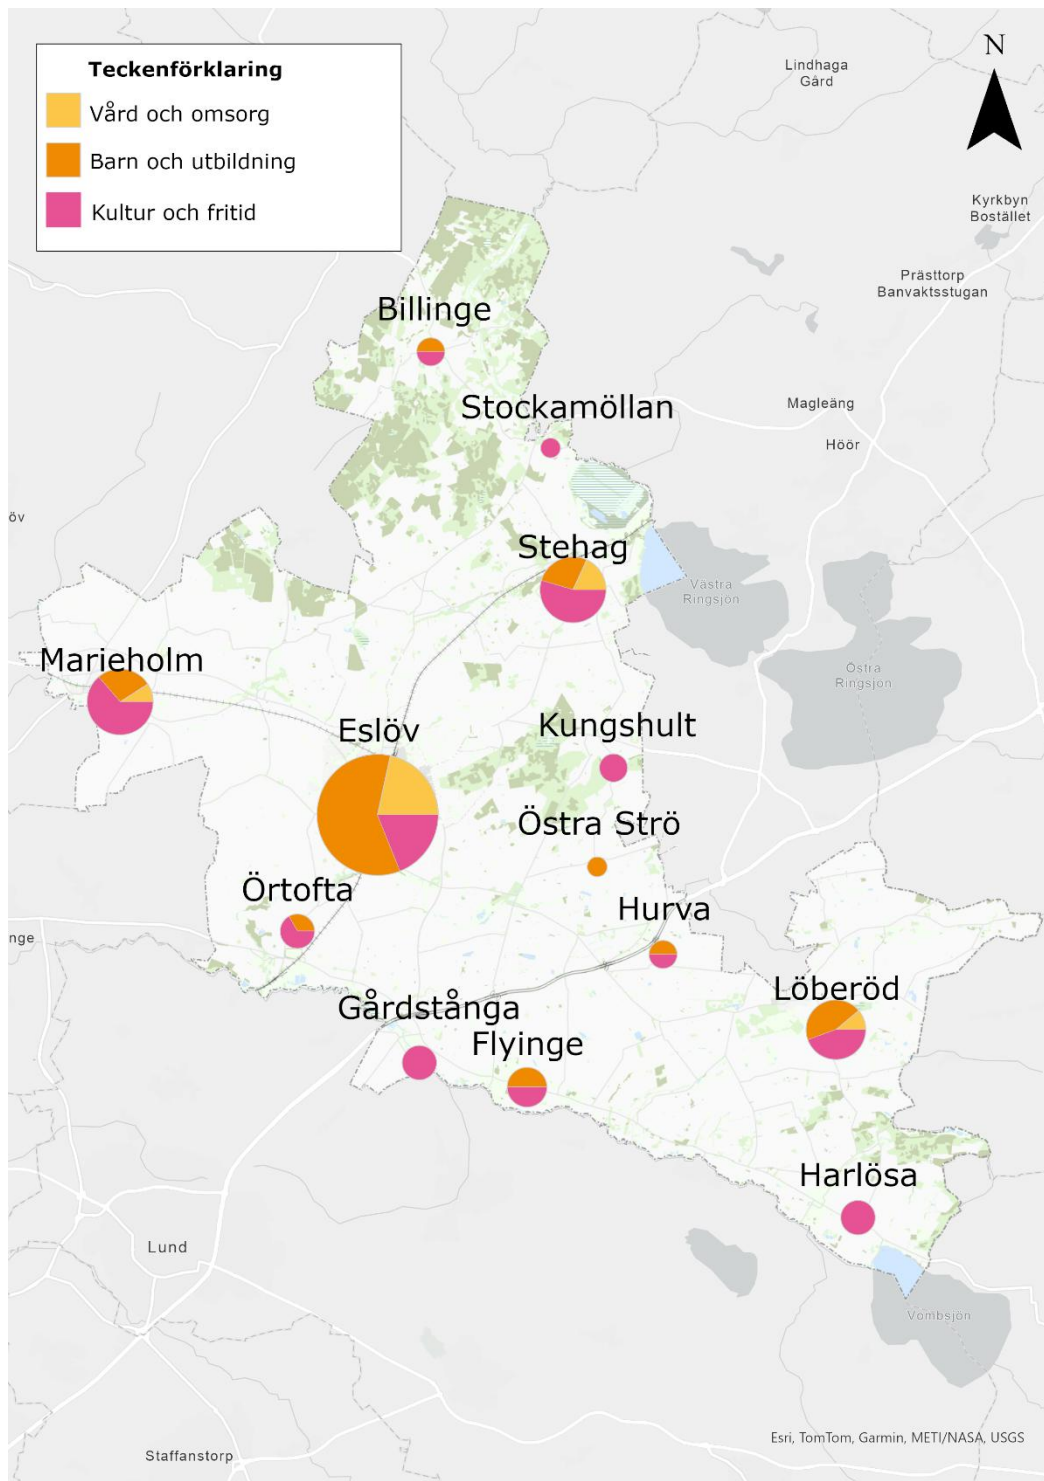 Teckenförklaring
Vård och omsorg
Barn och utbildning
Kultur och fritid
N
Lindhaga
Gård
Kyrkbyn
Bostället
Prästtorp
Banvaktsstugan
Billinge
Stockamöllan
Magleäng
Höör
öv
Stehag
Västra
Ringsjön
Marieholm
Östra
Ringsjön
Eslöv
Kungshult
Östra Strö
Örtofta
Hurva
nge
Löberöd
Gårdstånga
Flyinge
Harlösa
Lund
Vombsjön
Esri, TomTom, Garmin, METI/NASA, USGS
Staffanstorp